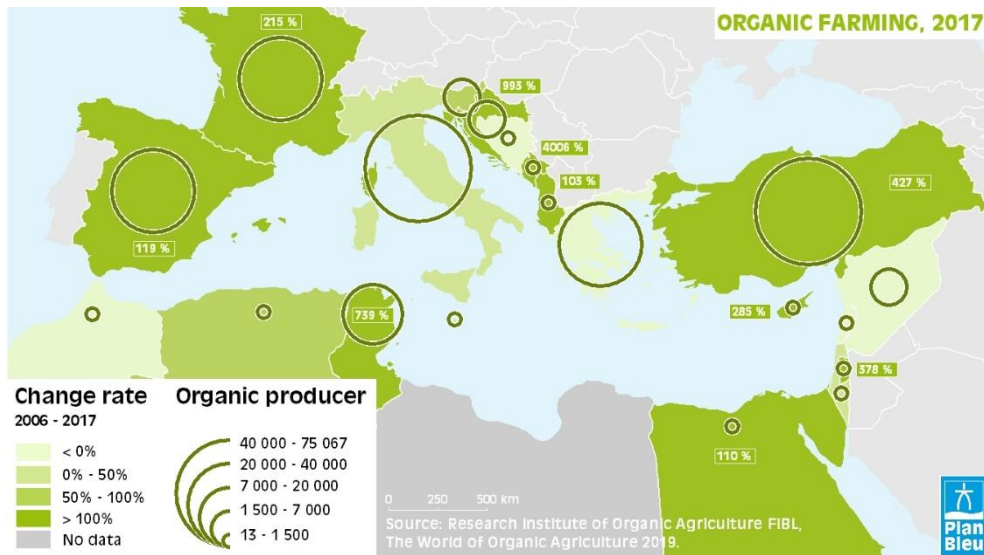 ORGANIC FARMING, 2017
215 %
993 %
4006 %
103 %
427 %
119 %
739 %
285 %
378 %
110 %
Change rate
2006 - 2017
< 0%
0% - 50%
50% - 100%
> 100%
No data
Organic producer
40 000 - 75 067
20 000 - 40 000
7 000 - 20 000
1 500 - 7 000
13 - 1 500
0 250 500 km
Source: Research Institute of Organic Agriculture FIBL,
The World of Organic Agriculture 2019.
Plan
Bleu